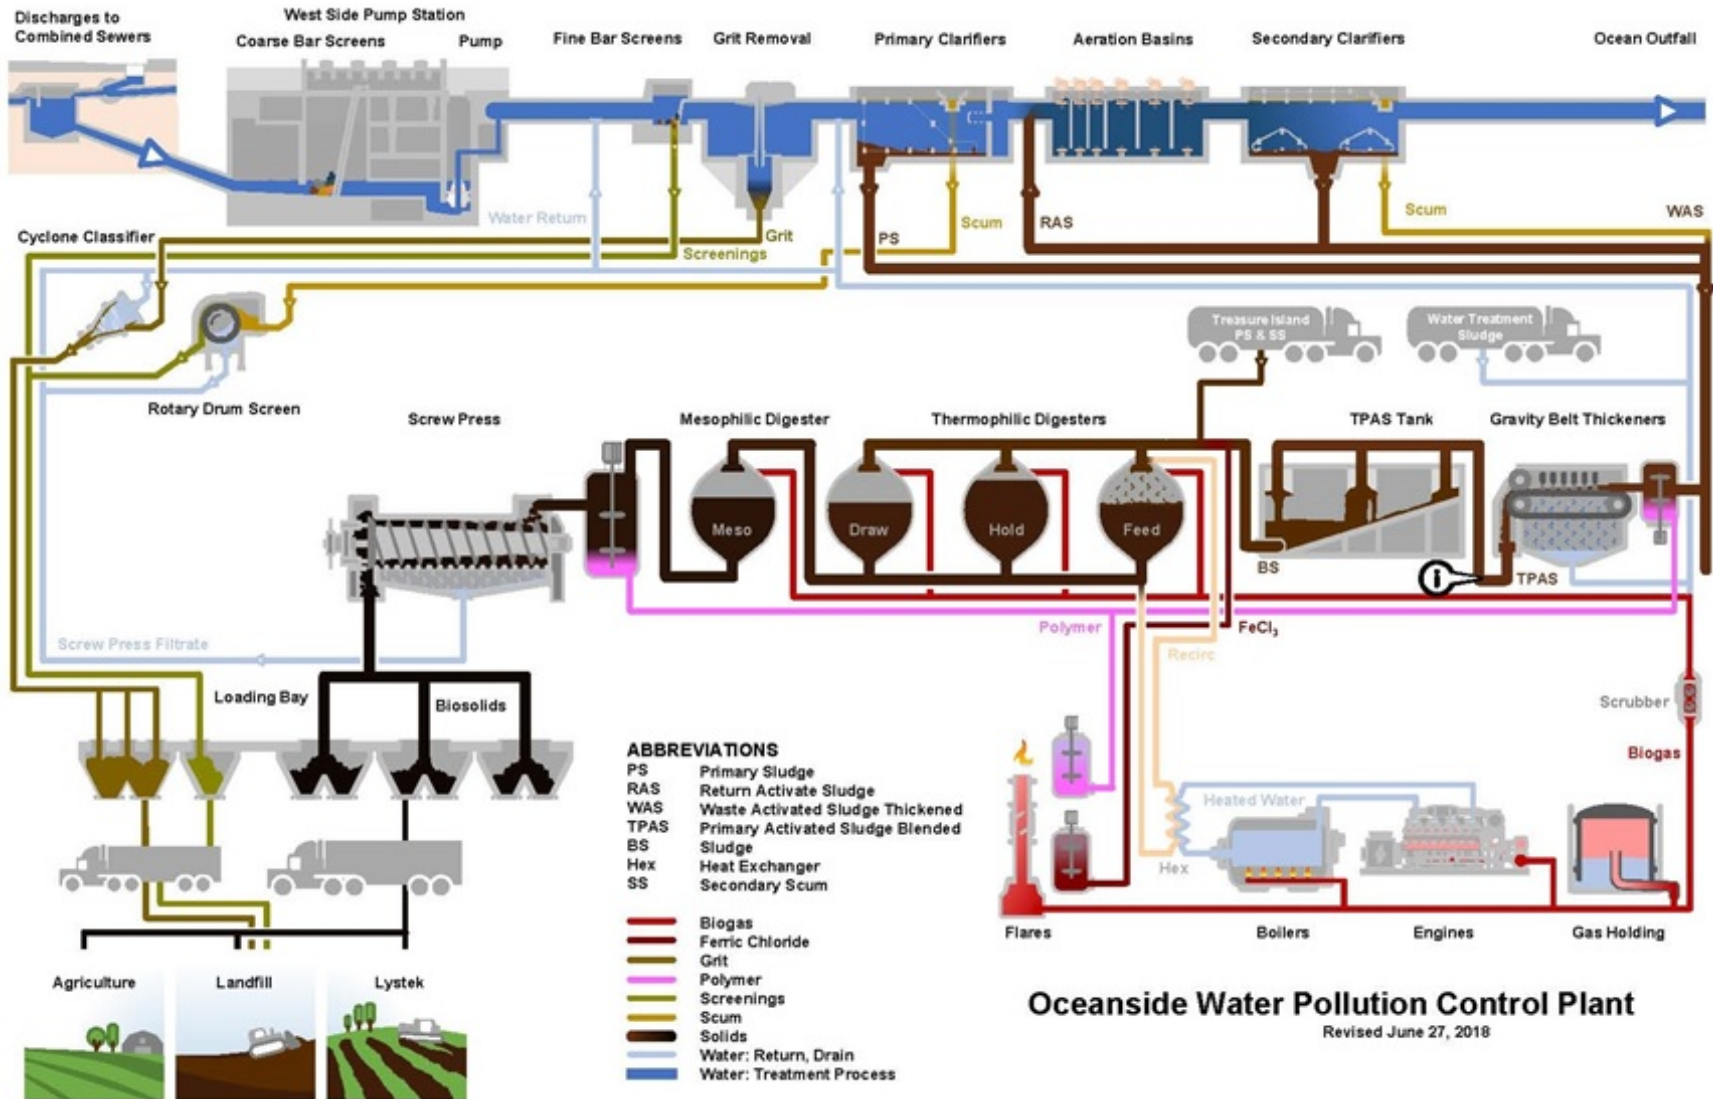 Discharges to
Combined Sewers
West Side Pump Station
Coarse Bar Screens
Pump
Fine Bar Screens
Grit Removal
Primary Clarifiers
Aeration Basins
Secondary Clarifiers
Ocean Outfall
Water Return
Cyclone Classifier
Grit
Screenings
Scum
PS
RAS
Scum
WAS
Treasure Island
PS & SS
Water Treatment
Sludge
Rotary Drum Screen
Screw Press
Mesophilic Digester
Thermophilic Digesters
TPAS Tank
Gravity Belt Thickeners
Meso
Draw
Hold
Feed
BS
i
TPAS
Polymer
FeCl₃
Recirc
Screw Press Filtrate
Loading Bay
Biosolids
Scrubber
Biogas
Heated Water
Hex
Flares
Boilers
Engines
Gas Holding
ABBREVIATIONS
PS Primary Sludge
RAS Return Activate Sludge
WAS Waste Activated Sludge Thickened
TPAS Primary Activated Sludge Blended
BS Sludge
Hex Heat Exchanger
SS Secondary Scum
Biogas
Ferric Chloride
Grit
Polymer
Screenings
Scum
Solids
Water: Return, Drain
Water: Treatment Process
Agriculture
Landfill
Lystek
Oceanside Water Pollution Control Plant
Revised June 27, 2018